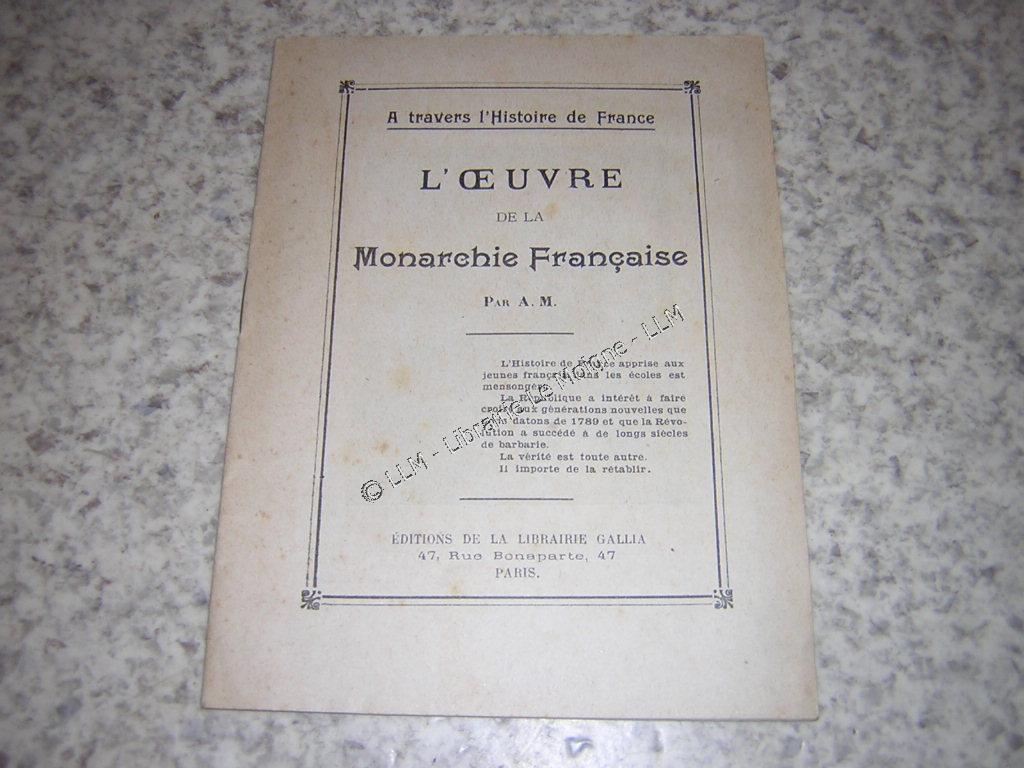 A travers l'Histoire de France
L'ŒUVRE
DE LA
Monarchie Française
PAR A. M.
L'Histoire de France apprise aux
jeunes français dans les écoles est
mensongère.
La République a intérêt à faire
croire aux générations nouvelles que
datons de 1789 et que la Révo-
lution a succédé à de longs siècles
de barbarie.
La vérité est toute autre.
Il importe de la rétablir.
© LLM - Librairie Le Moigne - LLM
ÉDITIONS DE LA LIBRAIRIE GALLIA
47, Rue Bonaparte, 47
PARIS.